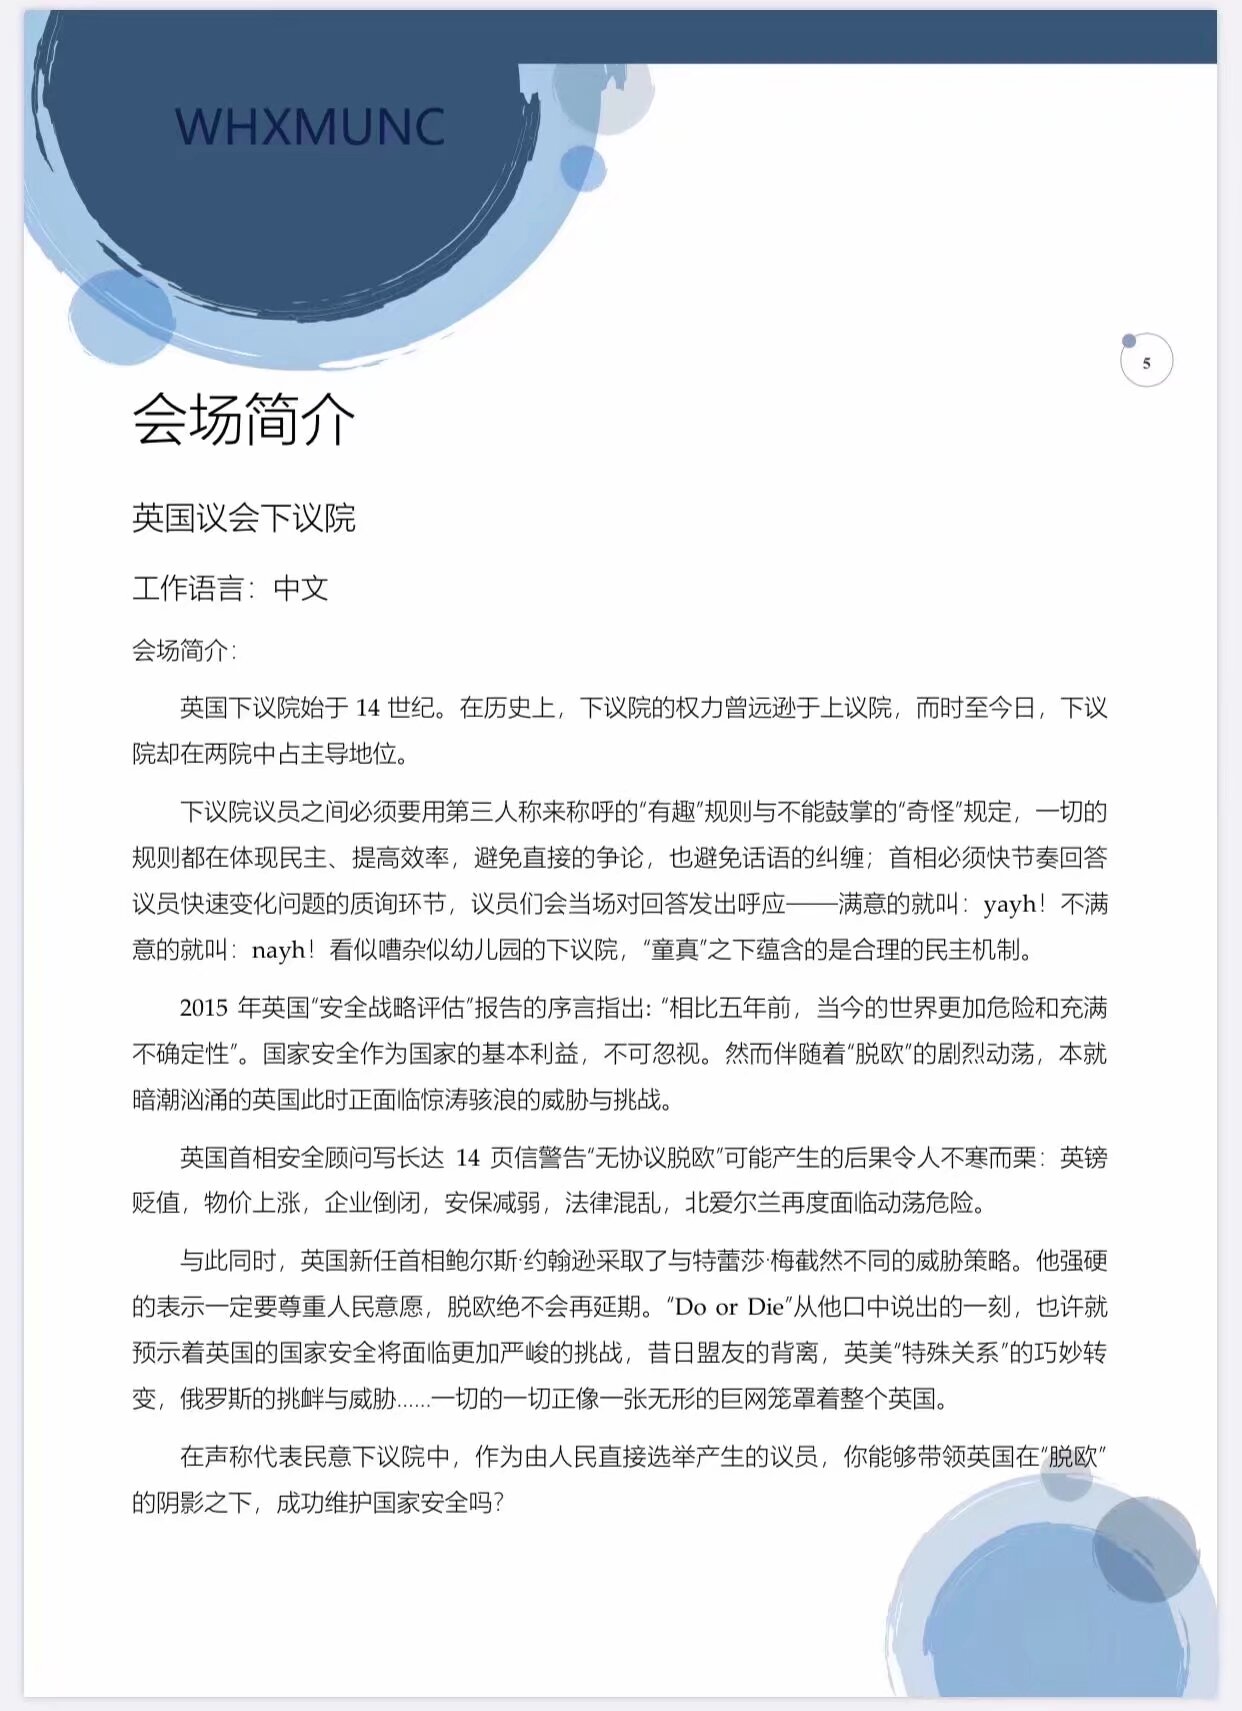 WHXMUNC
5
会场简介
英国议会下议院
工作语言：中文
会场简介：
英国下议院始于 14 世纪。在历史上，下议院的权力曾远逊于上议院，而时至今日，下议
院却在两院中占主导地位。
下议院议员之间必须要用第三人称来称呼的“有趣”规则与不能鼓掌的“奇怪”规定，一切的
规则都在体现民主、提高效率，避免直接的争论，也避免话语的纠缠；首相必须快节奏回答
议员快速变化问题的质询环节，议员们会当场对回答发出呼应——满意的就叫：yayh！不满
意的就叫：nayh！看似嘈杂似幼儿园的下议院，“童真”之下蕴含的是合理的民主机制。
2015 年英国“安全战略评估”报告的序言指出：“相比五年前，当今的世界更加危险和充满
不确定性”。国家安全作为国家的基本利益，不可忽视。然而伴随着“脱欧”的剧烈动荡，本就
暗潮汹涌的英国此时正面临惊涛骇浪的威胁与挑战。
英国首相安全顾问写长达 14 页信警告“无协议脱欧”可能产生的后果令人不寒而栗：英镑
贬值，物价上涨，企业倒闭，安保减弱，法律混乱，北爱尔兰再度面临动荡危险。
与此同时，英国新任首相鲍尔斯·约翰逊采取了与特蕾莎·梅截然不同的威胁策略。他强硬
的表示一定要尊重人民意愿，脱欧绝不会再延期。“Do or Die”从他口中说出的一刻，也许就
预示着英国的国家安全将面临更加严峻的挑战，昔日盟友的背离，英美“特殊关系”的巧妙转
变，俄罗斯的挑衅与威胁......一切的一切正像一张无形的巨网笼罩着整个英国。
在声称代表民意下议院中，作为由人民直接选举产生的议员，你能够带领英国在“脱欧”
的阴影之下，成功维护国家安全吗？